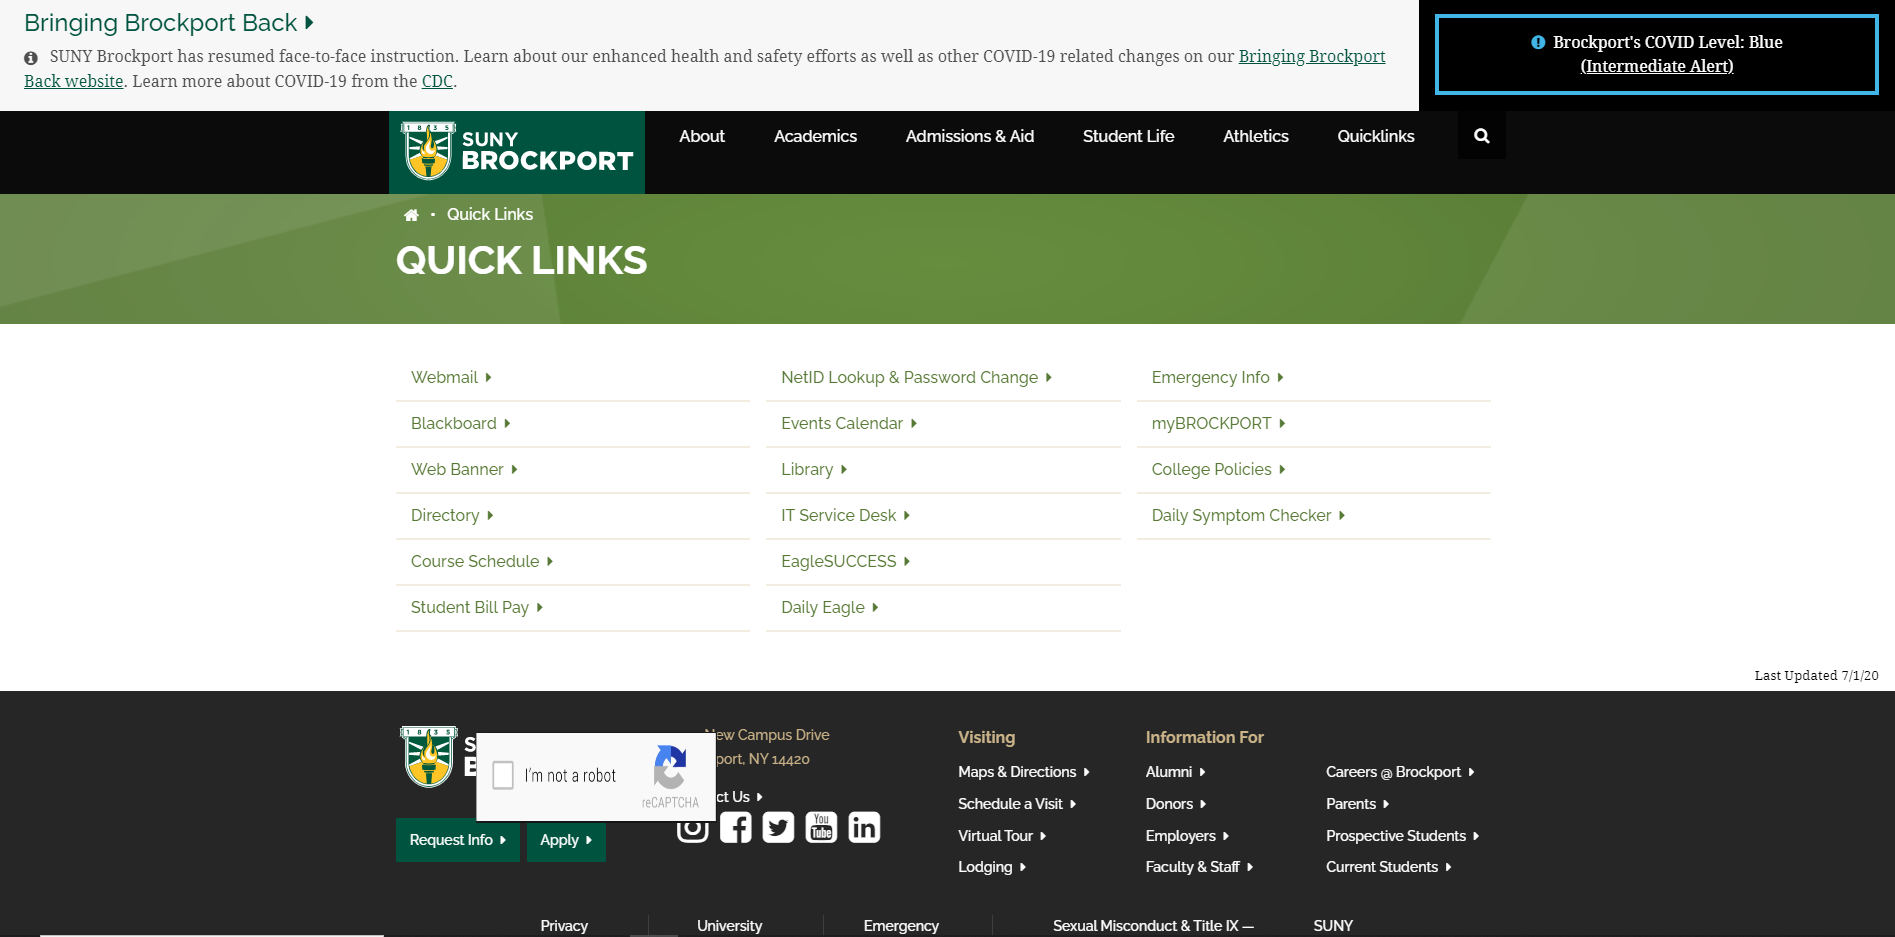 Bringing Brockport Back
SUNY Brockport has resumed face-to-face instruction. Learn about our enhanced health and safety efforts as well as other COVID-19 related changes on our Bringing Brockport
Back website. Learn more about COVID-19 from the CDC.
Brockport's COVID Level: Blue
(Intermediate Alert)
1835
SUNY
BROCKPORT
About
Academics
Admissions & Aid
Student Life
Athletics
Quicklinks
Quick Links
QUICK LINKS
Webmail
Blackboard
Web Banner
Directory
Course Schedule
Student Bill Pay
NetID Lookup & Password Change
Events Calendar
Library
IT Service Desk
EagleSUCCESS
Daily Eagle
Emergency Info
myBROCKPORT
College Policies
Daily Symptom Checker
Last Updated 7/1/20
1835
I'm not a robot
reCAPTCHA
Request Info
Apply
New Campus Drive
port, NY 14420
ct Us
You
Tube
in
Visiting
Maps & Directions
Schedule a Visit
Virtual Tour
Lodging
Information For
Alumni
Donors
Employers
Faculty & Staff
Careers @ Brockport
Parents
Prospective Students
Current Students
Privacy
University
Emergency
Sexual Misconduct & Title IX —
SUNY